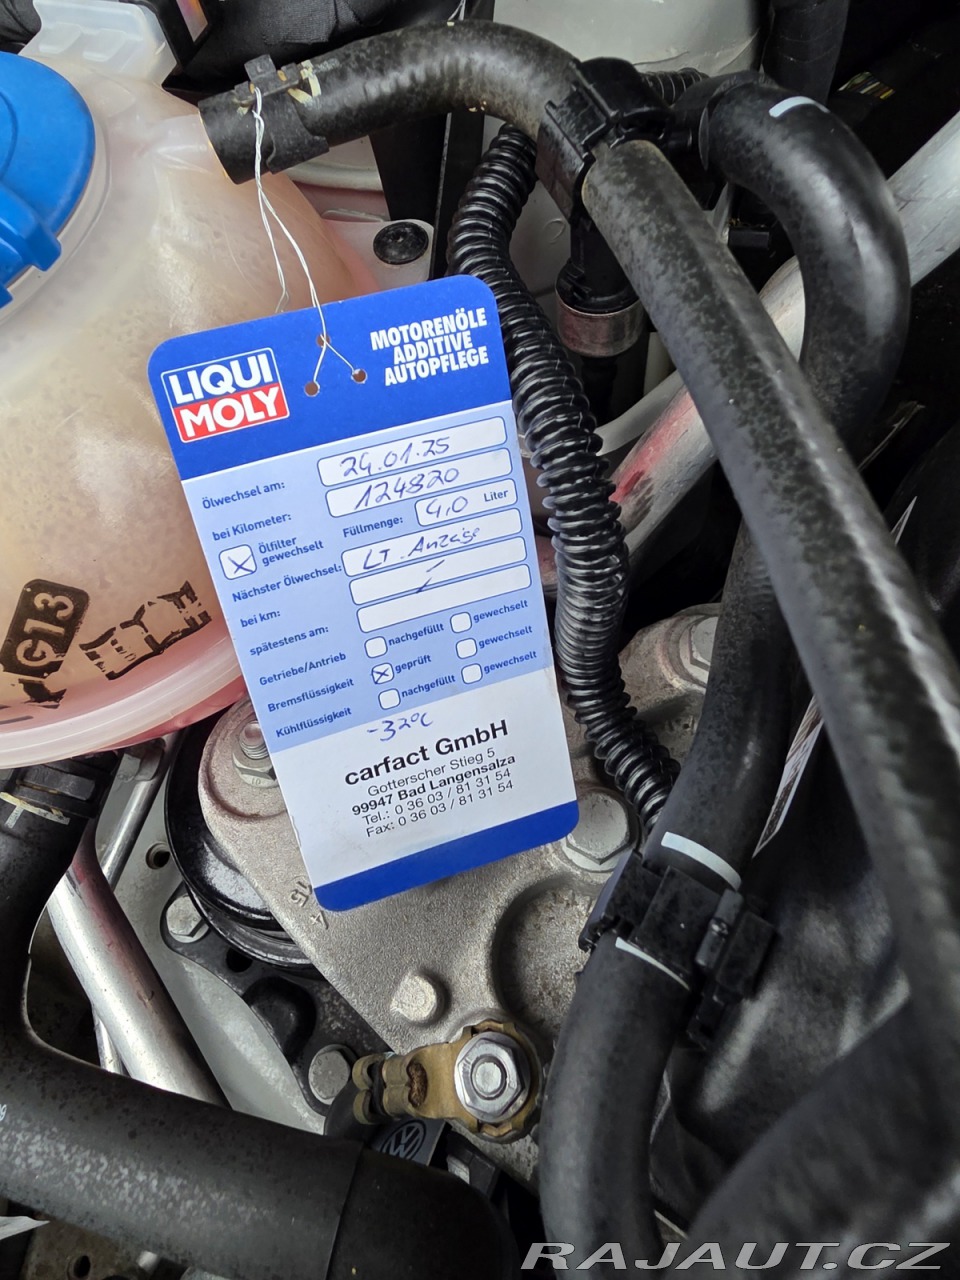 LIQUI
MOLY
MOTORENÖLE
ADDITIVE
AUTOPFLEGE
Ölwechsel am: 29.01.25
bei Kilometer: 124820
Ölfilter gewechselt
Füllmenge: 4,0 Liter
Nächster Ölwechsel: LT. Anzeige
bei km:
spätestens am:
Getriebe/Antrieb nachgefüllt gewechselt
Bremsflüssigkeit geprüft gewechselt
Kühlflüssigkeit nachgefüllt gewechselt
-32°C
carfact GmbH
Gotterscher Stieg 5
99947 Bad Langensalza
Tel.: 0 36 03 / 81 31 54
Fax: 0 36 03 / 81 31 54
G13
RAJAUT.CZ